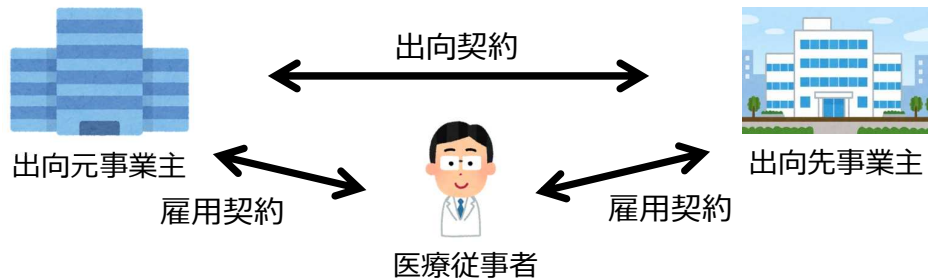 出向契約
出向元事業主
出向先事業主
雇用契約
雇用契約
医療従事者